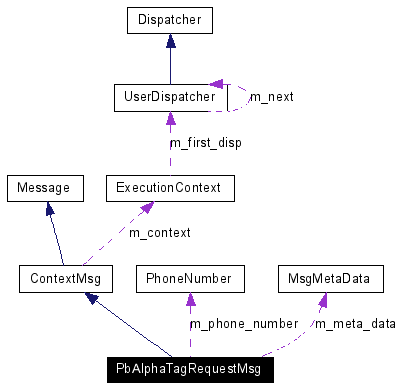 Dispatcher
UserDispatcher
m_next
m_first_disp
Message
ExecutionContext
m_context
ContextMsg
PhoneNumber
MsgMetaData
m_phone_number
m_meta_data
PbAlphaTagRequestMsg